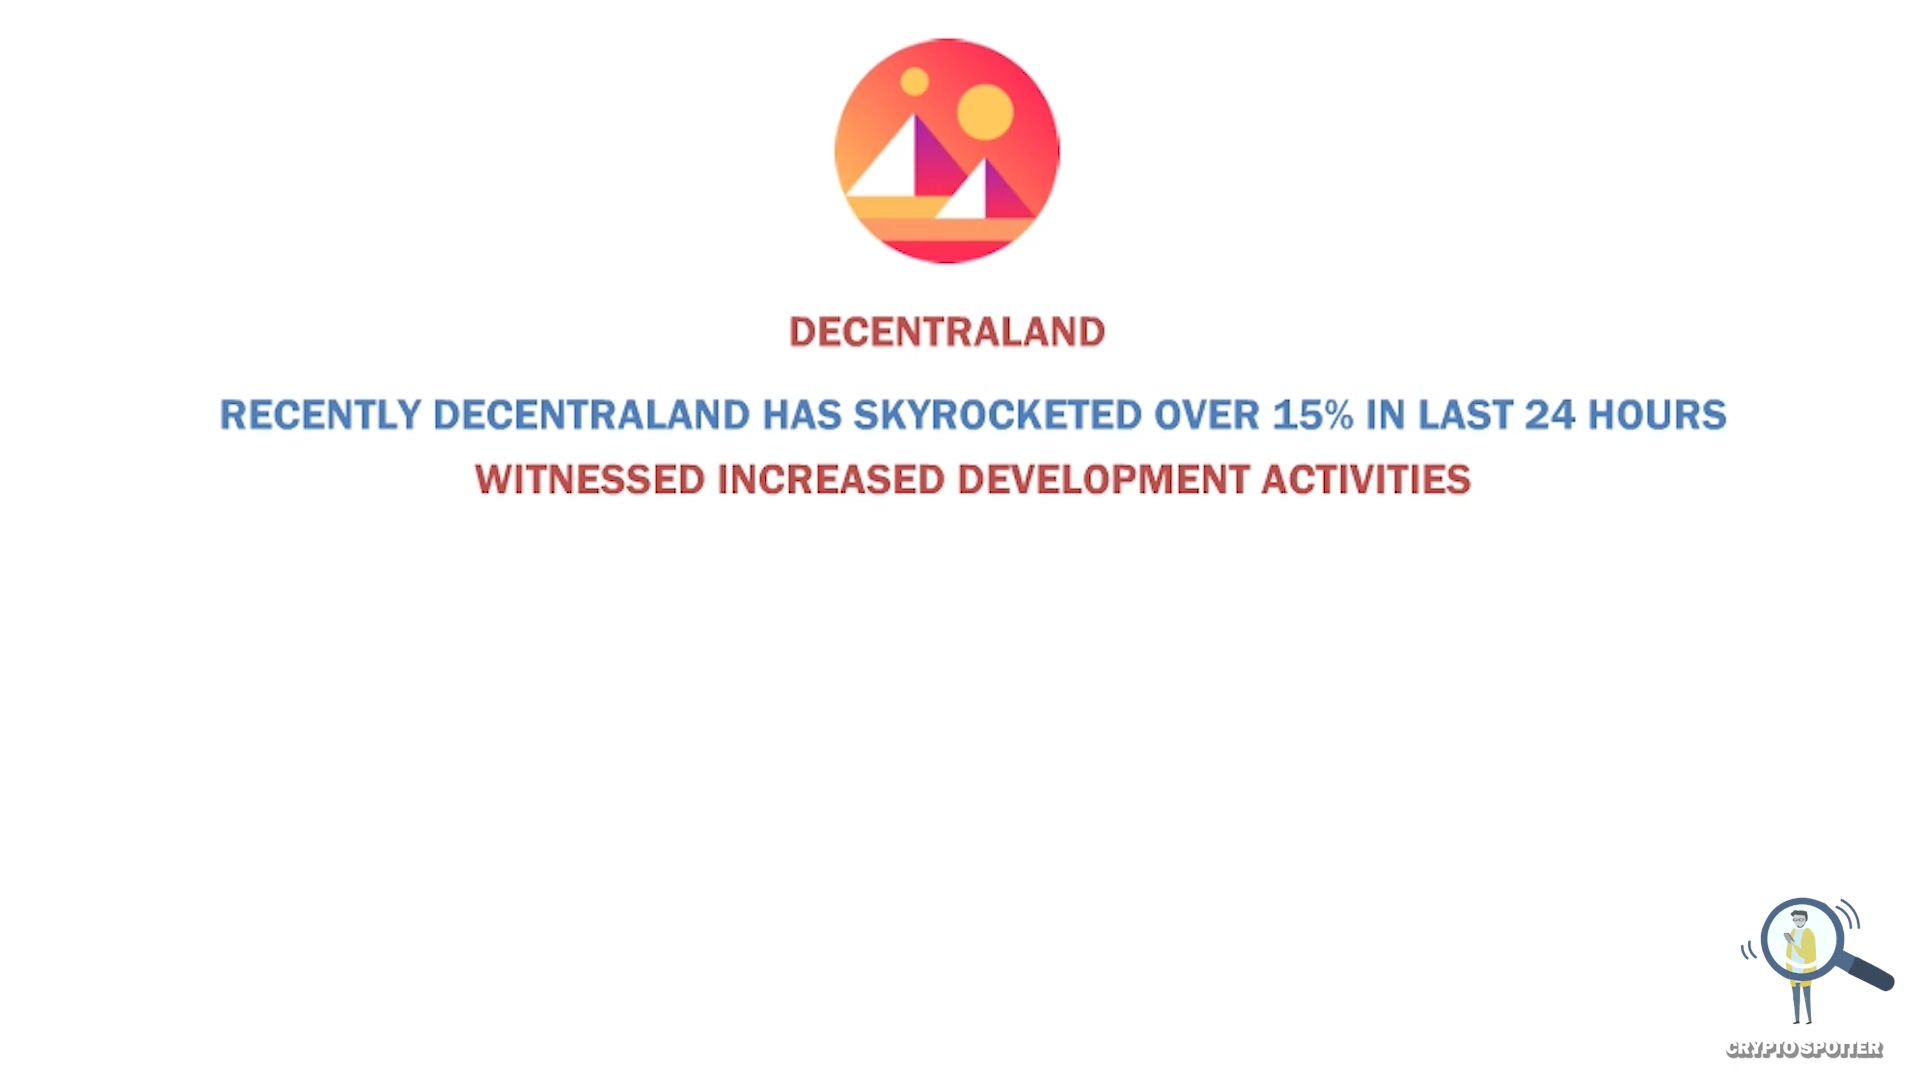 DECENTRALAND
RECENTLY DECENTRALAND HAS SKYROCKETED OVER 15% IN LAST 24 HOURS
WITNESSED INCREASED DEVELOPMENT ACTIVITIES
CRYPTO SPOTTER